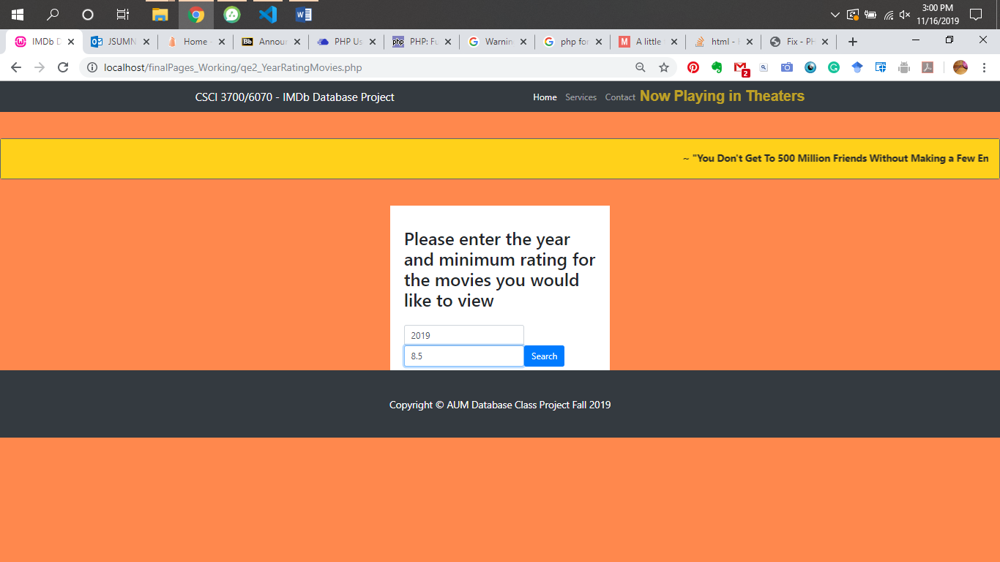 3:00 PM
11/16/2019
IMDb D
JSUMN
Home -
Bb Announ
PHP Us
php PHP: Fu
Warnin
php for
M A little
html -
Fix - PH
localhost/finalPages_Working/qe2_YearRatingMovies.php
2
CSCI 3700/6070 - IMDb Database Project
Home Services Contact Now Playing in Theaters
~ "You Don't Get To 500 Million Friends Without Making a Few En
Please enter the year
and minimum rating for
the movies you would
like to view
2019
8.5 Search
Copyright © AUM Database Class Project Fall 2019